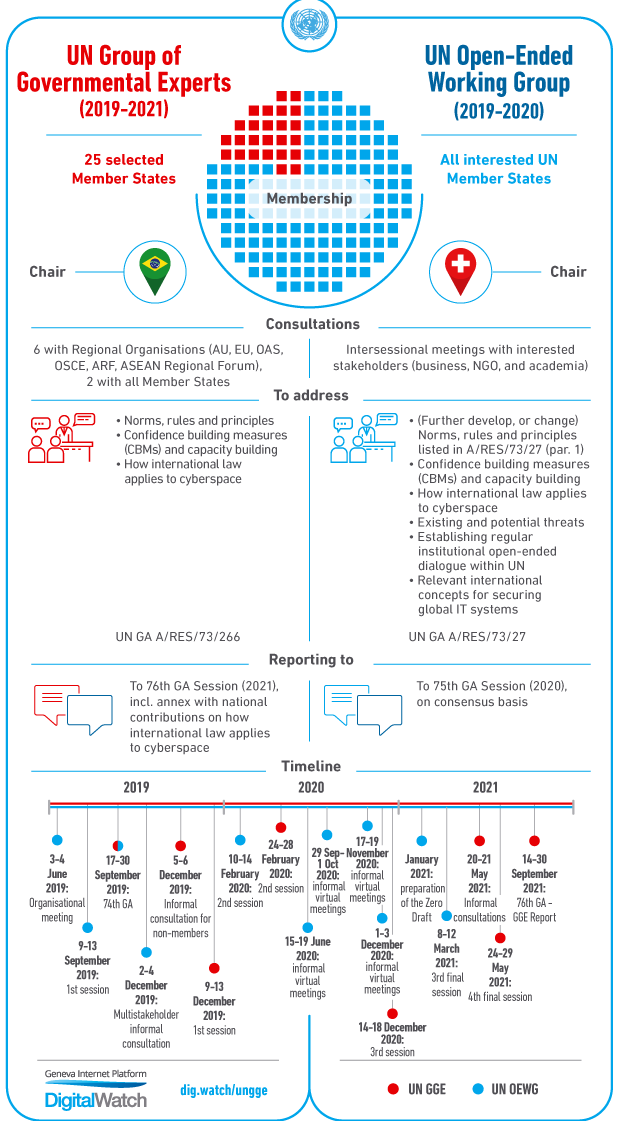 UN Group of
Governmental Experts
(2019-2021)
25 selected
Member States
UN Open-Ended
Working Group
(2019-2020)
All interested UN
Member States
Membership
Chair
Chair
Consultations
6 with Regional Organisations (AU, EU, OAS,
OSCE, ARF, ASEAN Regional Forum),
2 with all Member States
Intersessional meetings with interested
stakeholders (business, NGO, and academia)
To address
• Norms, rules and principles
• Confidence building measures
(CBMs) and capacity building
• How international law
applies to cyberspace
UN GA A/RES/73/266
• (Further develop, or change)
Norms, rules and principles
listed in A/RES/73/27 (par. 1)
• Confidence building measures
(CBMs) and capacity building
• How international law applies
to cyberspace
• Existing and potential threats
• Establishing regular
institutional open-ended
dialogue within UN
• Relevant international
concepts for securing
global IT systems
UN GA A/RES/73/27
Reporting to
To 76th GA Session (2021),
incl. annex with national
contributions on how
international law applies
to cyberspace
To 75th GA Session (2020),
on consensus basis
Timeline
2019
2020
2021
3-4
June
2019:
Organisational
meeting
9-13
September
2019:
1st session
17-30
September
2019:
74th GA
2-4
December
2019:
Multistakeholder
informal
consultation
5-6
December
2019:
Informal
consultation for
non-members
9-13
December
2019:
1st session
10-14
February
2020:
2nd session
24-28
February
2020:
2nd session
15-19 June
2020:
informal
virtual
meetings
29 Sep-
1 Oct
2020:
informal
virtual
meetings
17-19
November
2020:
informal
virtual
meetings
1-3
December
2020:
informal
virtual
meetings
14-18 December
2020:
3rd session
January
2021:
preparation
of the Zero
Draft
8-12
March
2021:
3rd final
session
20-21
May
2021:
Informal
consultations
24-29
May
2021:
4th final session
14-30
September
2021:
76th GA -
GGE Report
Geneva Internet Platform
DigitalWatch
dig.watch/ungge
UN GGE
UN OEWG